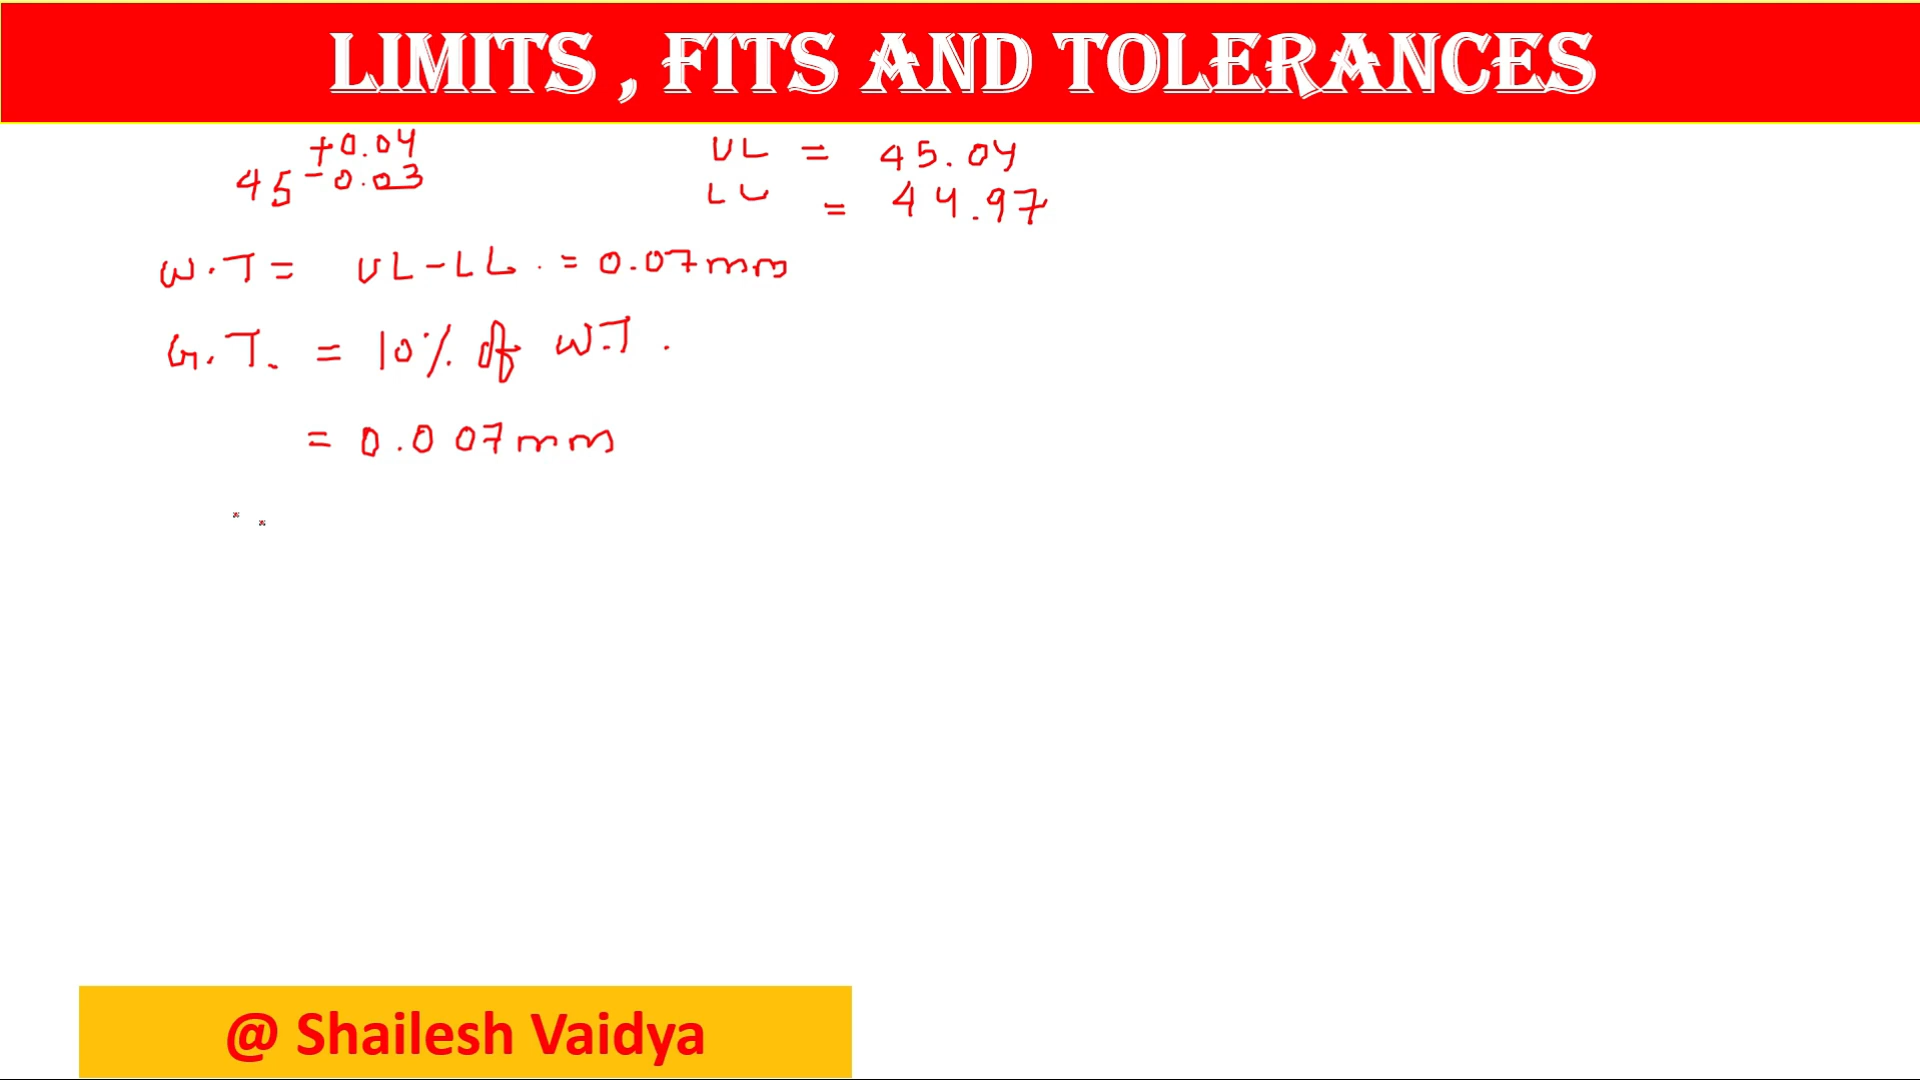 LIMITS , FITS AND TOLERANCES
45 +0.04 -0.03
UL = 45.04
LL = 44.97
W.T = UL-LL . = 0.07mm
G.T. = 10% of W.T .
= 0.007mm
@ Shailesh Vaidya